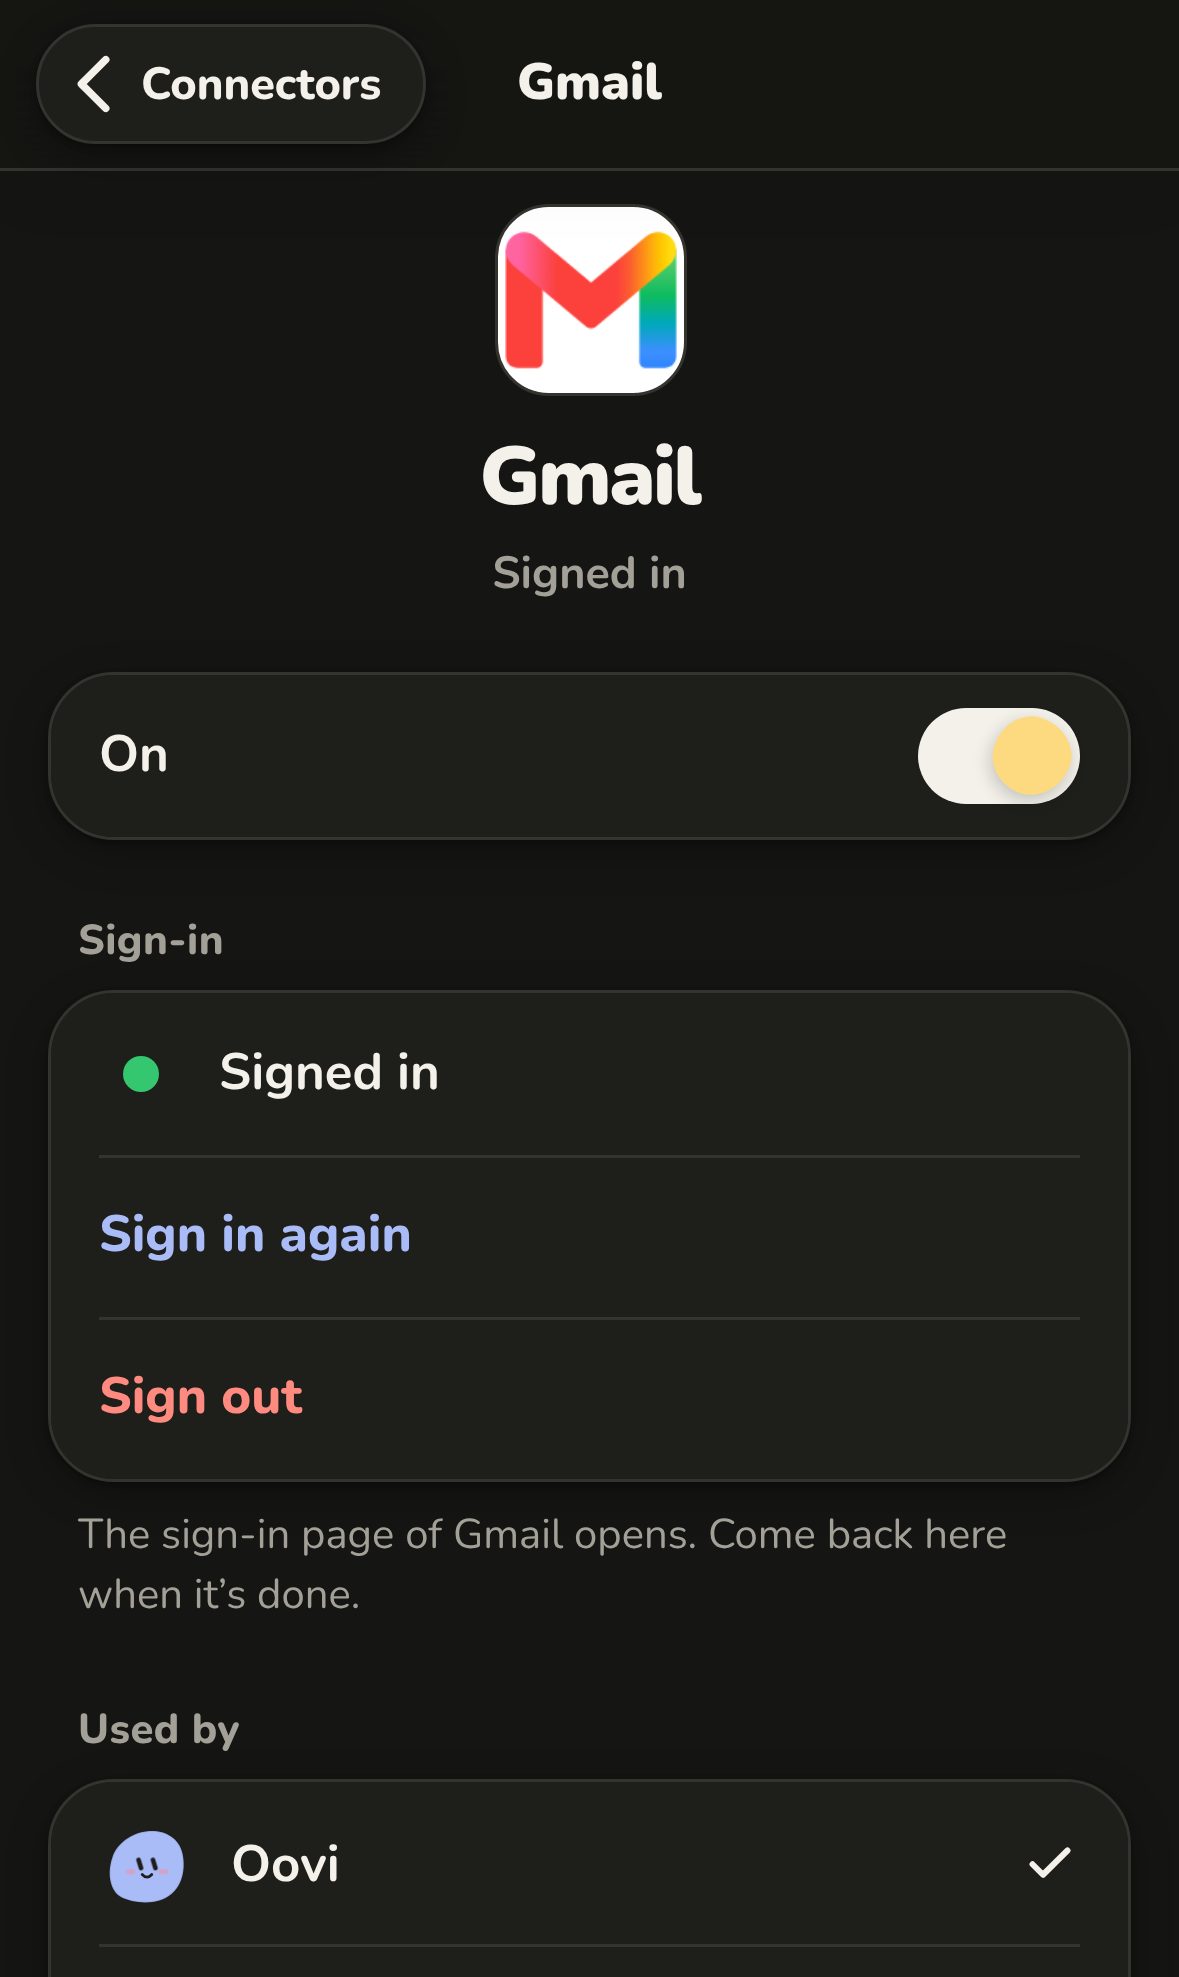 Connectors
Gmail
Gmail
Signed in
On
Sign-in
Signed in
Sign in again
Sign out
The sign-in page of Gmail opens. Come back here
when it’s done.
Used by
Oovi